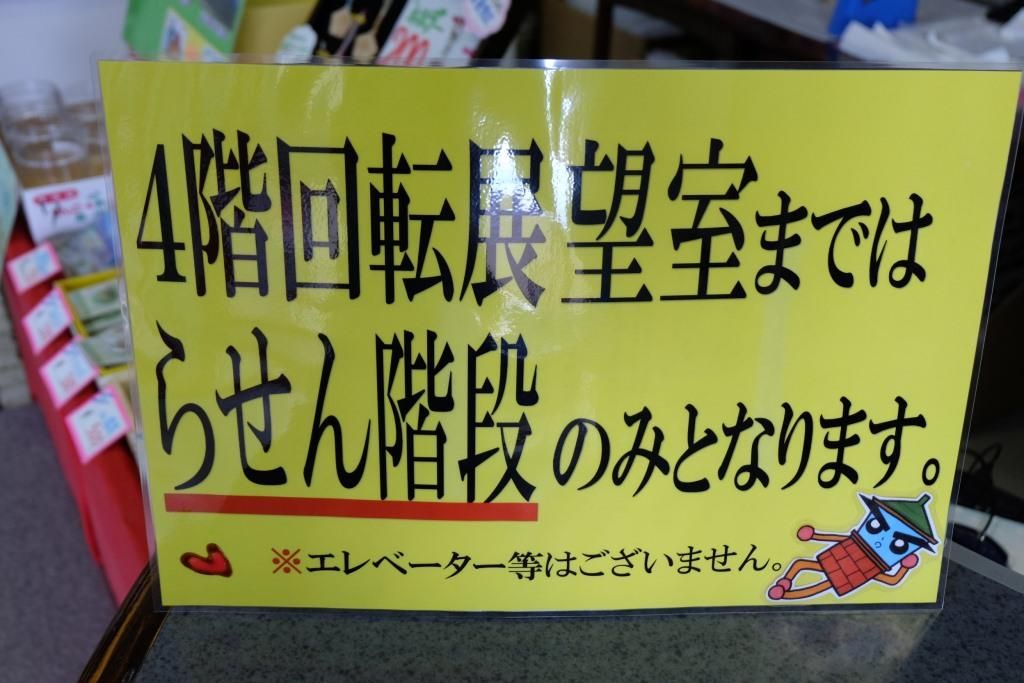 4階回転展望室までは
らせん階段のみとなります。
※エレベーター等はございません。